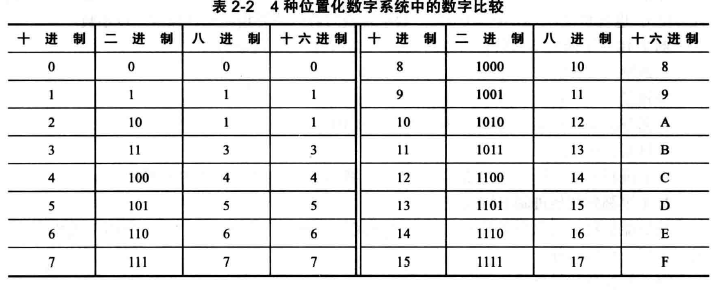 表 2-2 4 种位置化数字系统中的数字比较
十 进 制 二 进 制 八 进 制 十六进制 十 进 制 二 进 制 八 进 制 十六进制
0 0 0 0 8 1000 10 8
1 1 1 1 9 1001 11 9
2 10 1 1 10 1010 12 A
3 11 3 3 11 1011 13 B
4 100 4 4 12 1100 14 C
5 101 5 5 13 1101 15 D
6 110 6 6 14 1110 16 E
7 111 7 7 15 1111 17 F